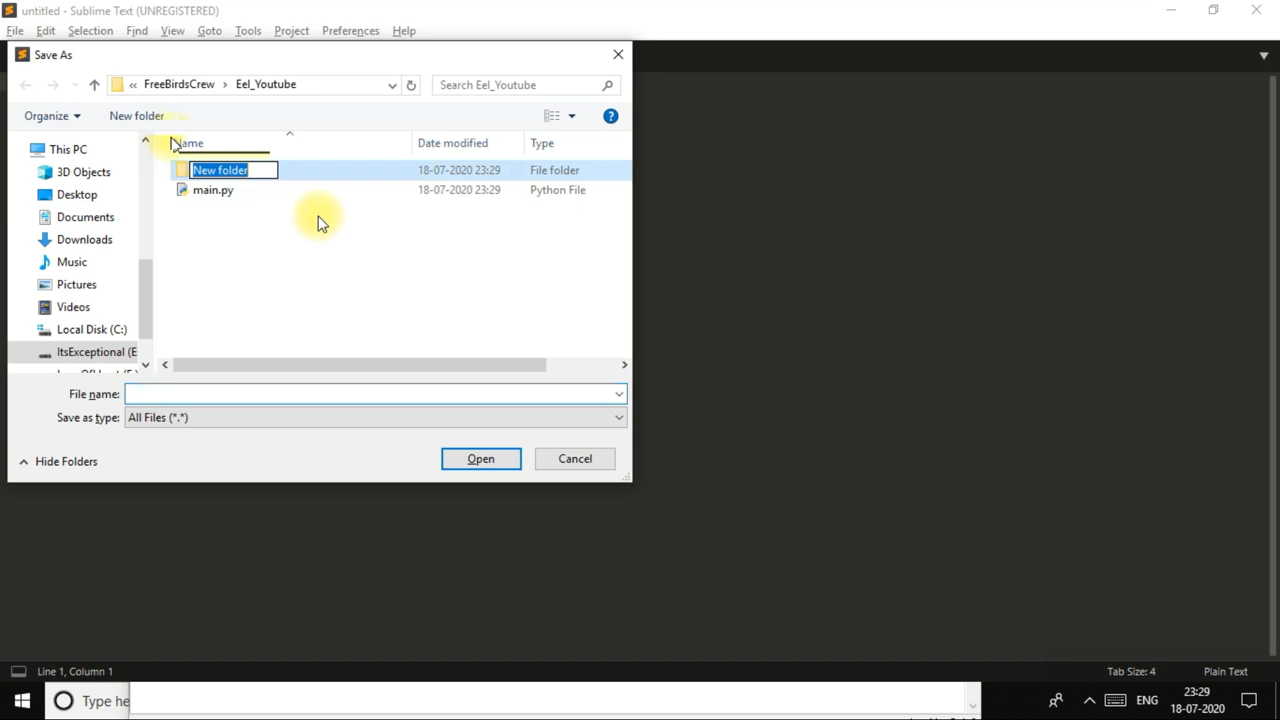 untitled - Sublime Text (UNREGISTERED)
File Edit Selection Find View Goto Tools Project Preferences Help
Save As
« FreeBirdsCrew › Eel_Youtube
Search Eel_Youtube
Organize New folder
This PC
3D Objects
Desktop
Documents
Downloads
Music
Pictures
Videos
Local Disk (C:)
ItsExceptional (E
Date modified Type
New folder 18-07-2020 23:29 File folder
main.py 18-07-2020 23:29 Python File
File name:
Save as type: All Files (*.*)
Hide Folders
Open Cancel
Line 1, Column 1
Tab Size: 4 Plain Text
Type he
ENG
23:29
18-07-2020